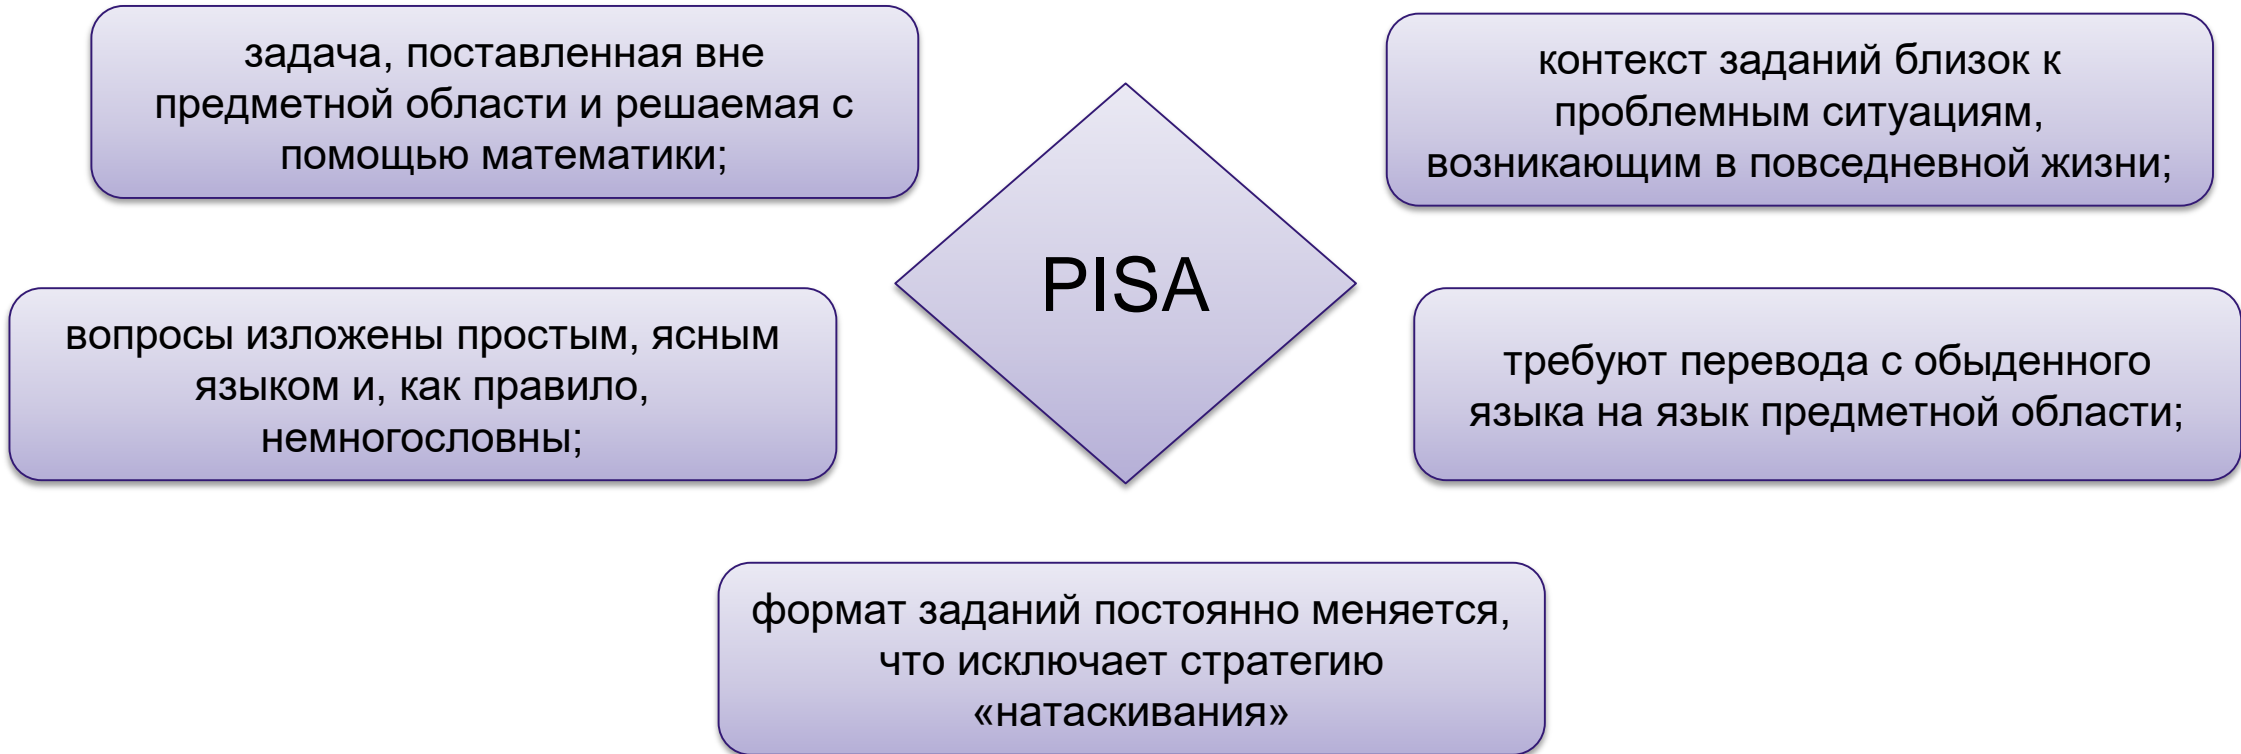 задача, поставленная вне
предметной области и решаемая с
помощью математики;
контекст заданий близок к
проблемным ситуациям,
возникающим в повседневной жизни;
PISA
вопросы изложены простым, ясным
языком и, как правило,
немногословны;
требуют перевода с обыденного
языка на язык предметной области;
формат заданий постоянно меняется,
что исключает стратегию
«натаскивания»